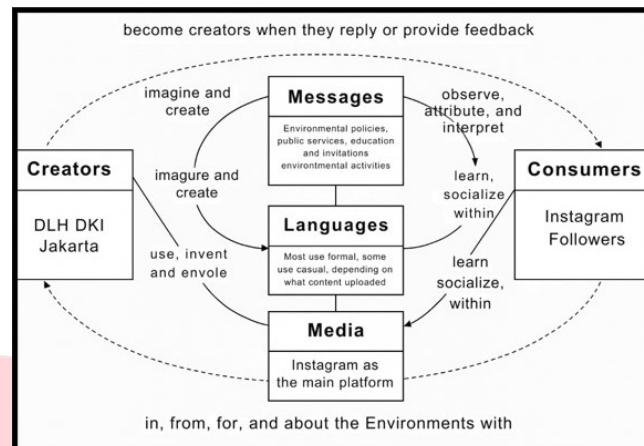 become creators when they reply or provide feedback
imagine and
create
Messages
Environmental policies,
public services, education
and invitations
environtmental activities
observe,
attribute, and
interpret
Creators
DLH DKI
Jakarta
imagure and
create
learn,
socialize
within
Consumers
Instagram
Followers
Languages
Most use formal, some
use casual, depending on
what content uploaded
use, invent
and envole
learn
socialize,
within
Media
Instagram as
the main platform
in, from, for, and about the Environments with